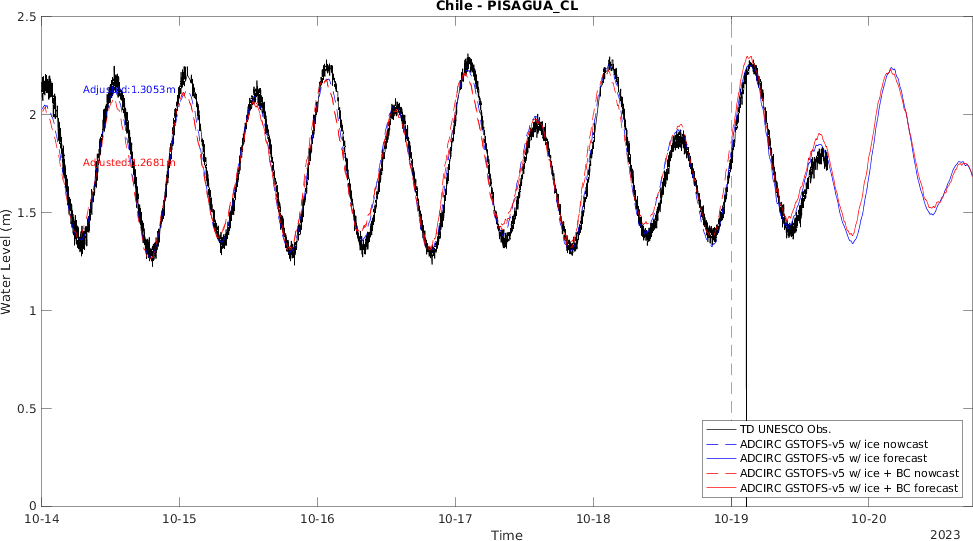 Chile - PISAGUA_CL
2.5
2
1.5
1
0.5
0
Water Level (m)
Adjusted:1.3053m
Adjusted:1.2681m
TD UNESCO Obs.
ADCIRC GSTOFS-v5 w/ ice nowcast
ADCIRC GSTOFS-v5 w/ ice forecast
ADCIRC GSTOFS-v5 w/ ice + BC nowcast
ADCIRC GSTOFS-v5 w/ ice + BC forecast
10-14 10-15 10-16 10-17 10-18 10-19 10-20
Time
2023